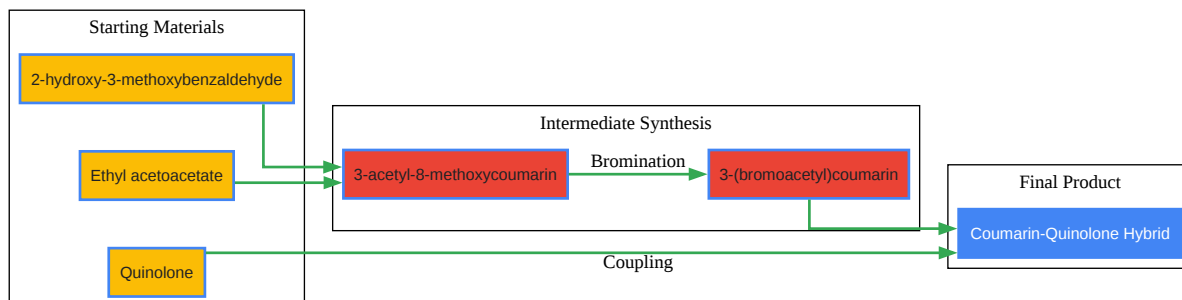 Starting Materials
2-hydroxy-3-methoxybenzaldehyde
Ethyl acetoacetate
Quinolone
Intermediate Synthesis
3-acetyl-8-methoxycoumarin
Bromination
3-(bromoacetyl)coumarin
Coupling
Final Product
Coumarin-Quinolone Hybrid